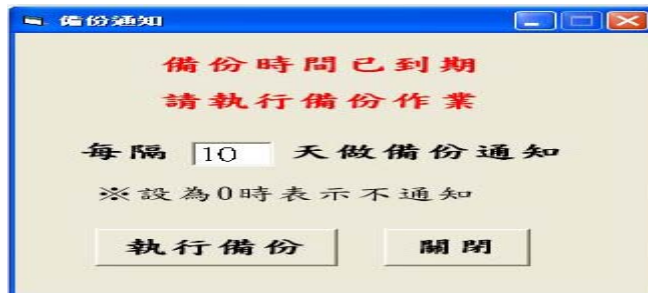 備份通知
備份時間已到期
請執行備份作業
每隔 10 天做備份通知
※設為0時表示不通知
執行備份 關閉